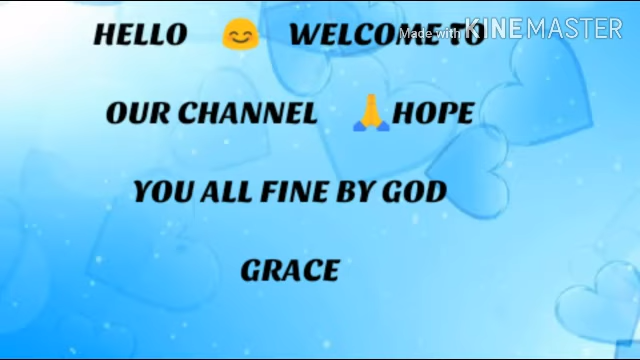 HELLO 😊 WELCOME TO
Made with KINEMASTER
OUR CHANNEL 🙏HOPE
YOU ALL FINE BY GOD
GRACE